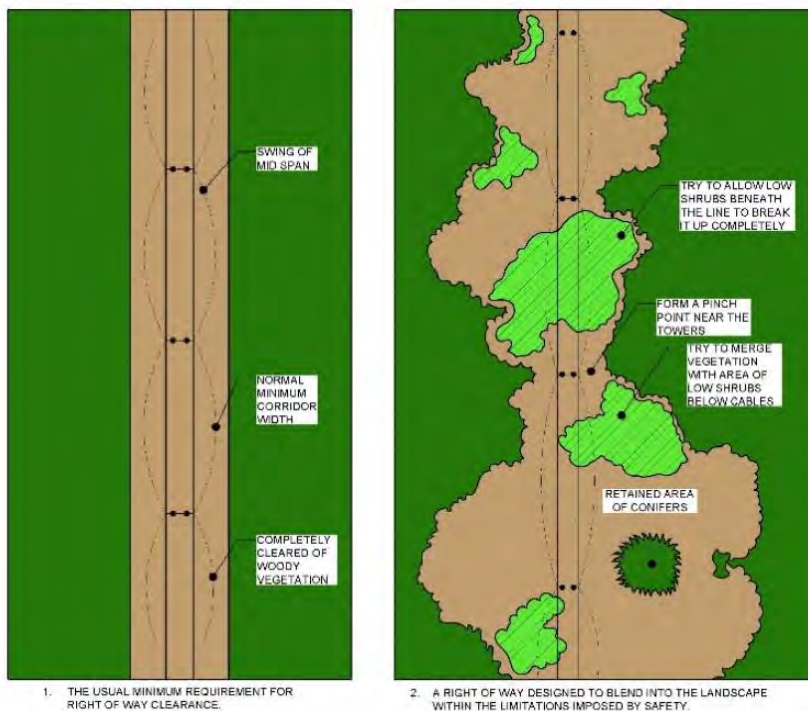 SWING OF
MID SPAN
NORMAL
MINIMUM
CORRIDOR
WIDTH
COMPLETELY
CLEARED OF
WOODY
VEGETATION
1. THE USUAL MINIMUM REQUIREMENT FOR
RIGHT OF WAY CLEARANCE.
TRY TO ALLOW LOW
SHRUBS BENEATH
THE LINE TO BREAK
IT UP COMPLETELY
FORM A PINCH
POINT NEAR THE
TOWERS
TRY TO MERGE
VEGETATION
WITH AREA OF
LOW SHRUBS
BELOW CABLES
RETAINED AREA
OF CONIFERS
2. A RIGHT OF WAY DESIGNED TO BLEND INTO THE LANDSCAPE
WITHIN THE LIMITATIONS IMPOSED BY SAFETY.